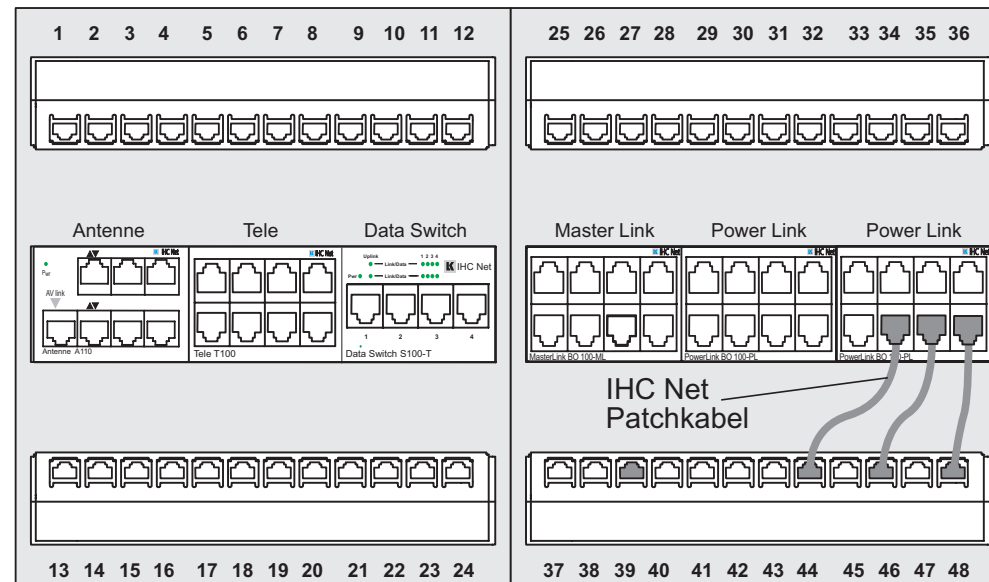 1 2 3 4 5 6 7 8 9 10 11 12 25 26 27 28 29 30 31 32 33 34 35 36
Antenne Tele Data Switch Master Link Power Link Power Link
IHC Net IHC Net IHC Net IHC Net IHC Net
Uplink 1 2 3 4
Link/Data
K IHC Net
Pwr
Pwr Link/Data
AV link
1 2 3 4
Antenne A110 Tele T100 Data Switch S100-T MasterLink BO 100-ML PowerLink BO 100-PL PowerLink BO 100-PL
IHC Net
Patchkabel
13 14 15 16 17 18 19 20 21 22 23 24 37 38 39 40 41 42 43 44 45 46 47 48